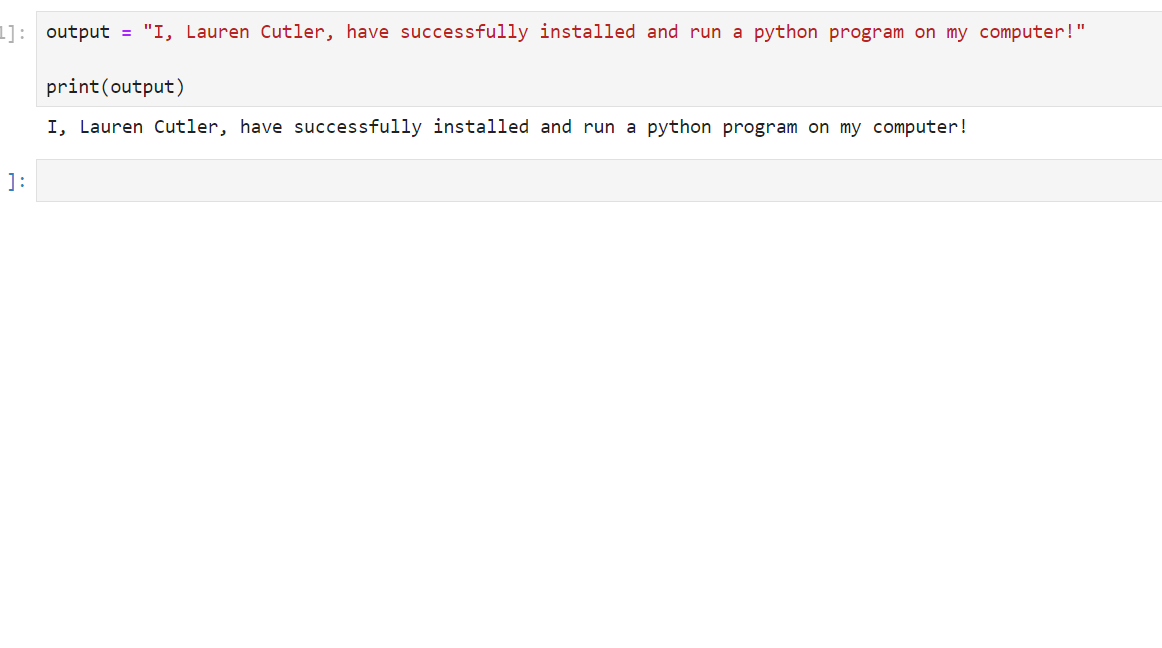 1]: output = "I, Lauren Cutler, have successfully installed and run a python program on my computer!"
print(output)
I, Lauren Cutler, have successfully installed and run a python program on my computer!
]: